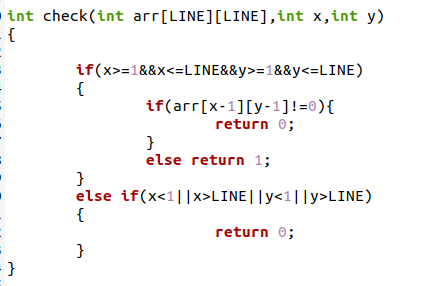 int check(int arr[LINE][LINE],int x,int y)
{
if(x>=1&&x<=LINE&&y>=1&&y<=LINE)
{
if(arr[x-1][y-1]!=0){
return 0;
}
else return 1;
}
else if(x<1||x>LINE||y<1||y>LINE)
{
return 0;
}
}